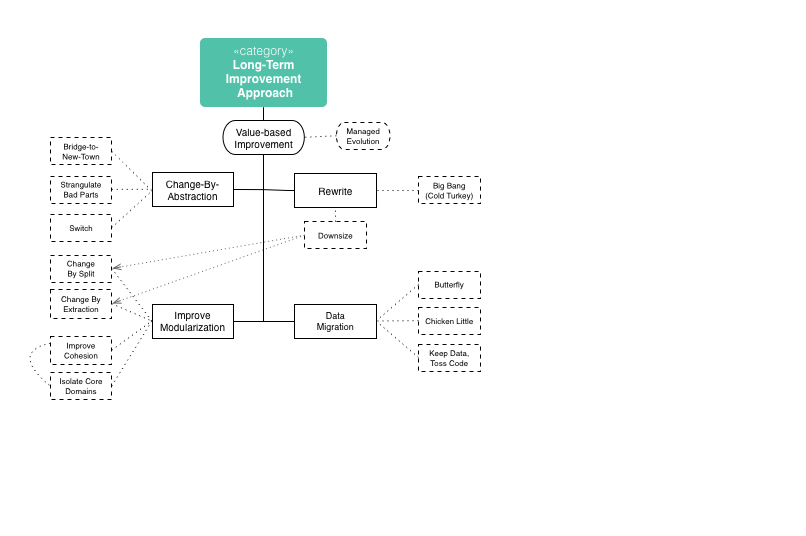 «category»
Long-Term
Improvement
Approach
Value-based
Improvement
Managed
Evolution
Bridge-to-
New-Town
Strangulate
Bad Parts
Switch
Change-By-
Abstraction
Rewrite
Big Bang
(Cold Turkey)
Downsize
Change
By Split
Change By
Extraction
Improve
Cohesion
Isolate Core
Domains
Improve
Modularization
Data
Migration
Butterfly
Chicken Little
Keep Data,
Toss Code